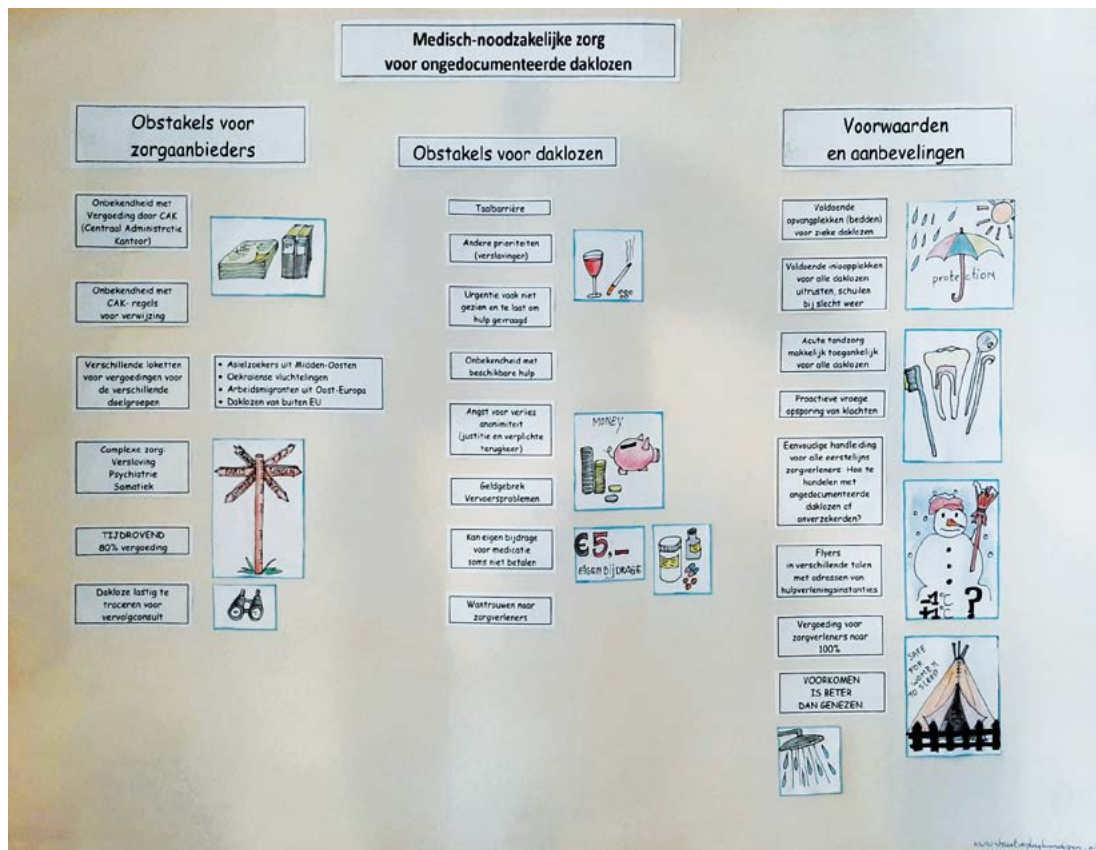 Medisch-noodzakelijke zorg
voor ongedocumenteerde daklozen
Obstakels voor
zorgaanbieders
Onbekendheid met
Vergoeding door CAK
(Centraal Administratie
Kantoor)
Onbekendheid met
CAK- regels
voor verwijzing
Verschillende loketten
voor vergoedingen voor
de verschillende
doelgroepen
• Asielzoekers uit Midden-Oosten
• Oekraïense vluchtelingen
• Arbeidsmigranten uit Oost-Europa
• Daklozen van buiten EU
Complexe zorg:
Verslaving
Psychiatrie
Somatiek
TIJDROVEND
80% vergoeding
Dakloze lastig te
traceren voor
vervolgconsult
Obstakels voor daklozen
Taalbarrière
Andere prioriteiten
(verslavingen)
Urgentie vaak niet
gezien en te laat om
hulp gevraagd
Onbekendheid met
beschikbare hulp
Angst voor verlies
anonimiteit
(justitie en verplichte
terugkeer)
MONEY
Geldgebrek
Vervoersproblemen
Kan eigen bijdrage
voor medicatie
soms niet betalen
€5,-
EIGEN BIJDRAGE
Wantrouwen naar
zorgverleners
Voorwaarden
en aanbevelingen
Voldoende
opvangplekken (bedden)
voor zieke daklozen
protection
Voldoende inloopplekken
voor alle daklozen
uitrusten, schuilen
bij slecht weer
Acute tandzorg
makkelijk toegankelijk
voor alle daklozen
Proactieve vroege
opsporing van klachten
Eenvoudige handleiding
voor alle eerstelijns
zorgverleners: Hoe te
handelen met
ongedocumenteerde
daklozen of
onverzekerden?
-1°C
+1°C ?
Flyers
in verschillende talen
met adressen van
hulpverleningsinstanties
Vergoeding voor
zorgverleners naar
100%
SAFE
FOR
WOMEN
TO SLEEP
VOORKOMEN
IS BETER
DAN GENEZEN